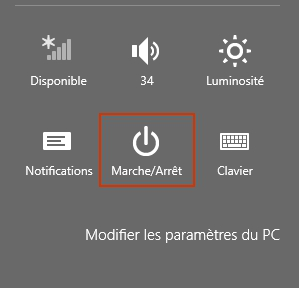 Disponible
34
Luminosité
Notifications
Marche/Arrêt
Clavier
Modifier les paramètres du PC